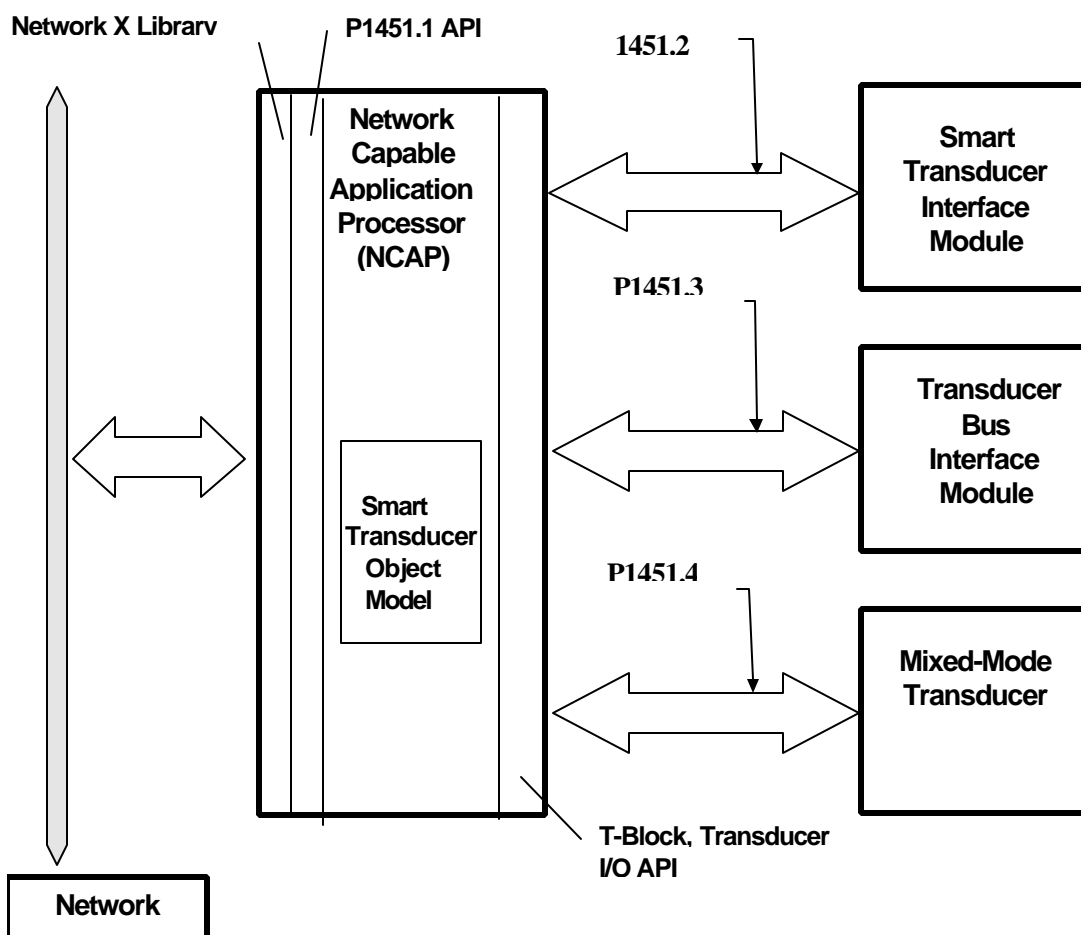 Network X Library
P1451.1 API
1451.2
Network
Capable
Application
Processor
(NCAP)
Smart
Transducer
Interface
Module
P1451.3
Transducer
Bus
Interface
Module
Smart
Transducer
Object
Model
P1451.4
Mixed-Mode
Transducer
T-Block, Transducer
I/O API
Network